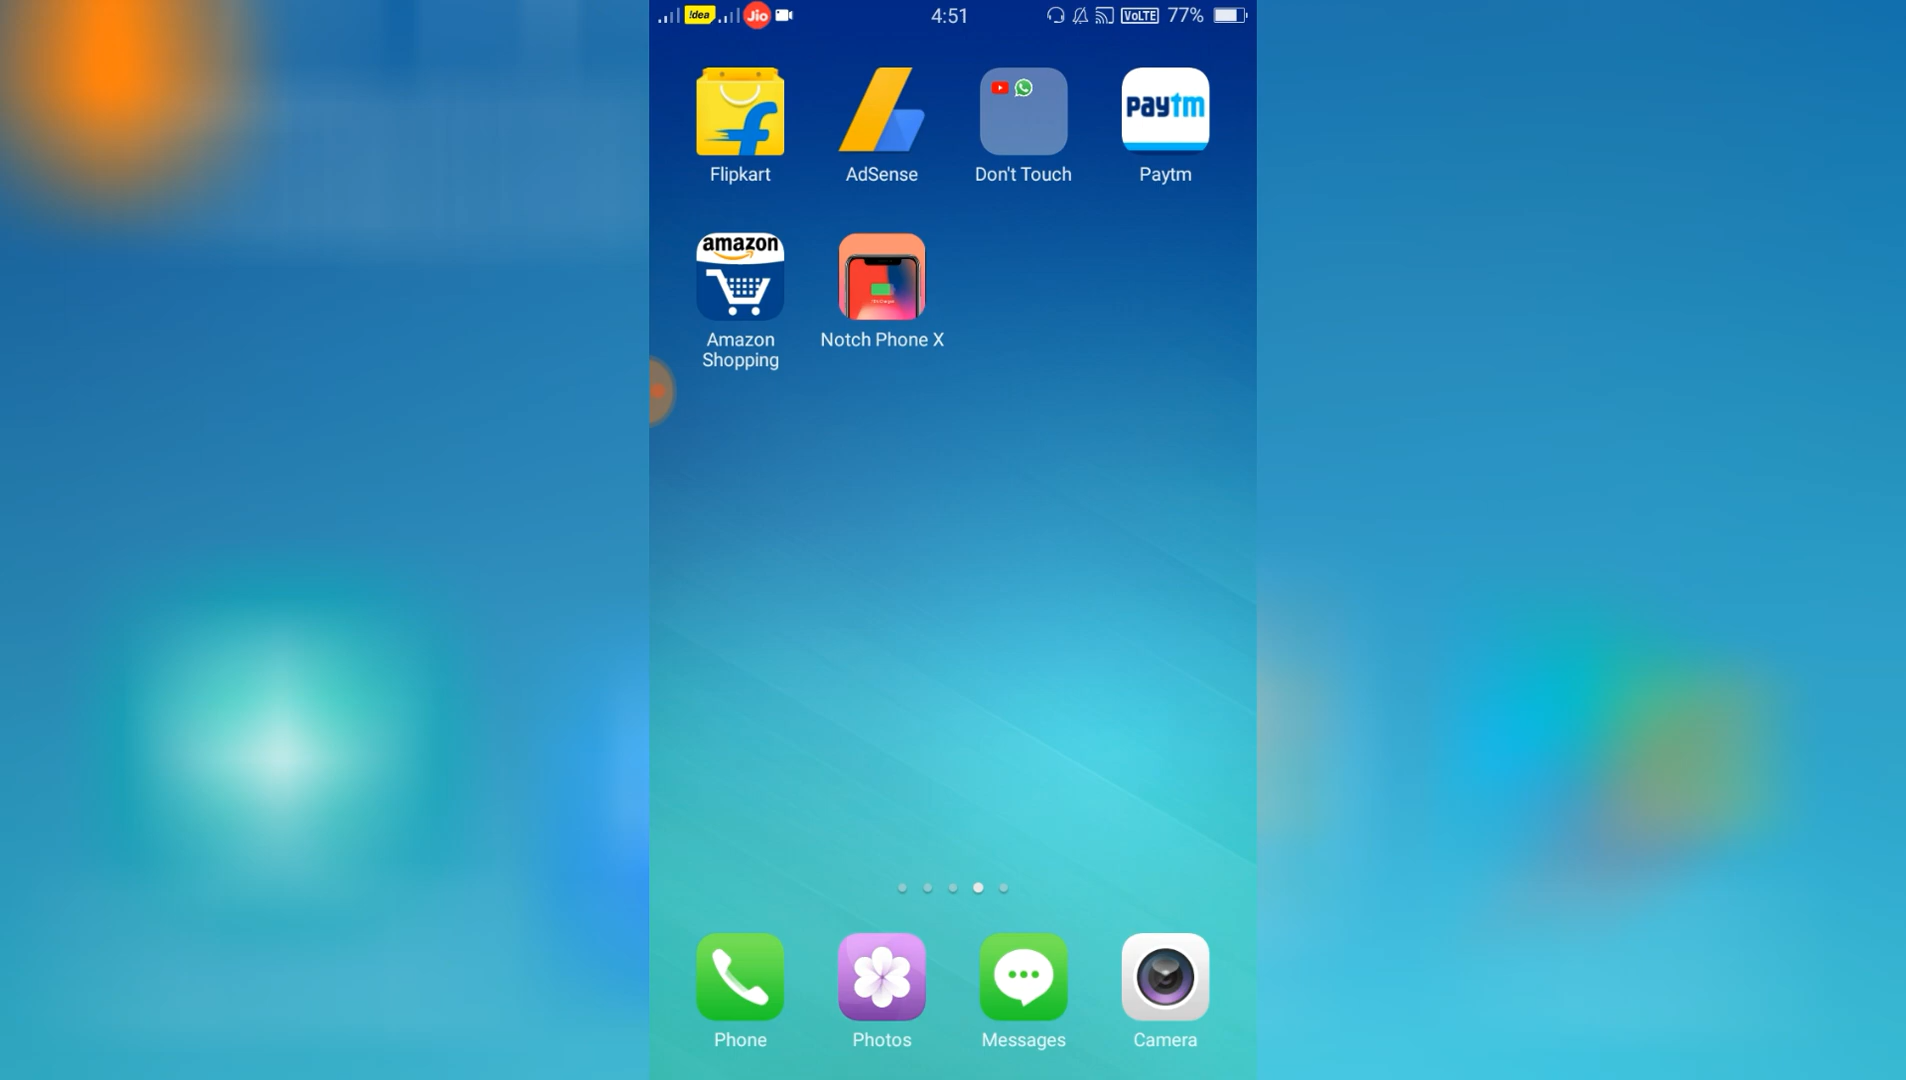 !dea Jio 4:51 VoLTE 77%
paytm
Flipkart AdSense Don't Touch Paytm
amazon
Amazon Shopping
Notch Phone X
Phone Photos Messages Camera